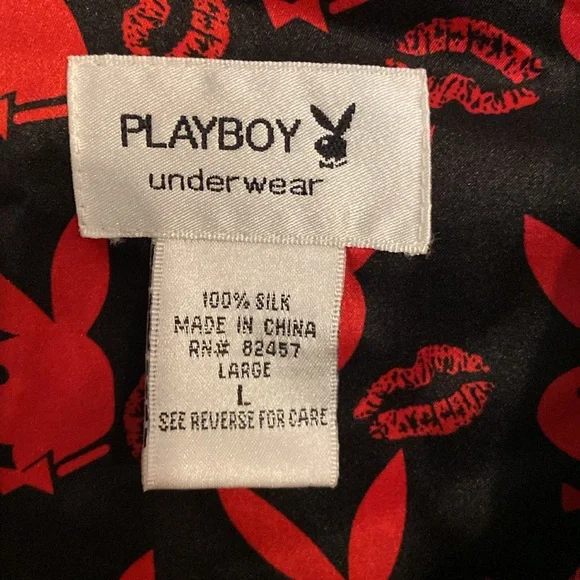 PLAYBOY
underwear
100% SILK
MADE IN CHINA
RN# 82457
LARGE
L
SEE REVERSE FOR CARE